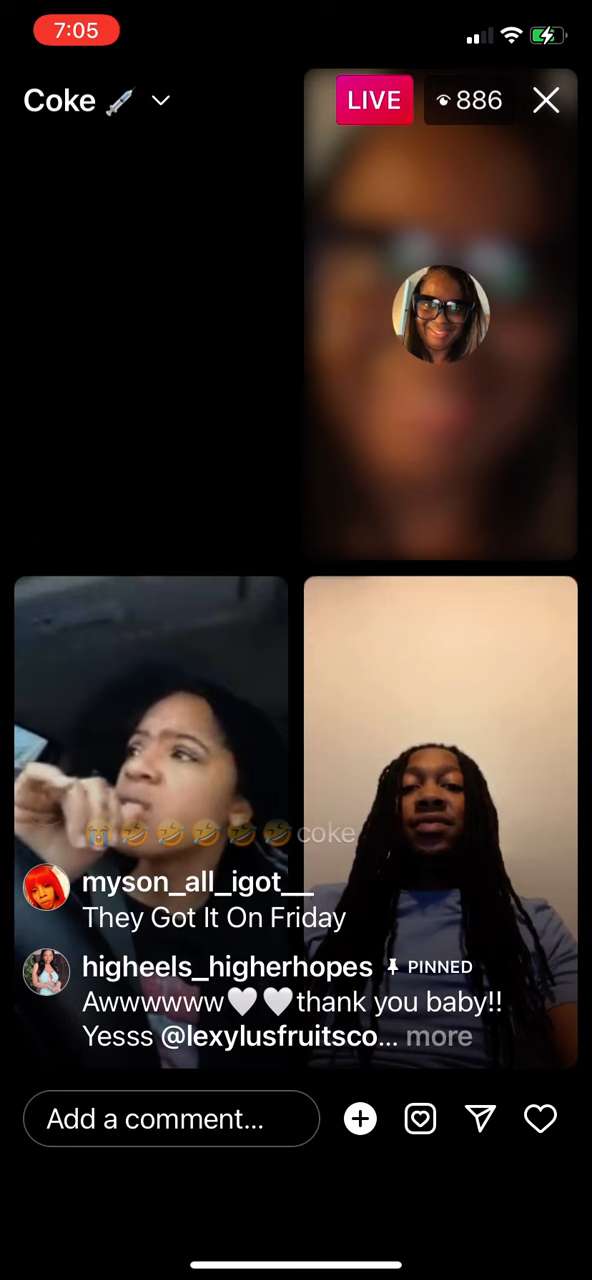 7:05
Coke 💉
LIVE
886
😭🤣🤣🤣🤣🤣coke
myson_all_igot__
They Got It On Friday
higheels_higherhopes PINNED
Awwwwww🤍🤍thank you baby!!
Yesss @lexylusfruitsco... more
Add a comment...